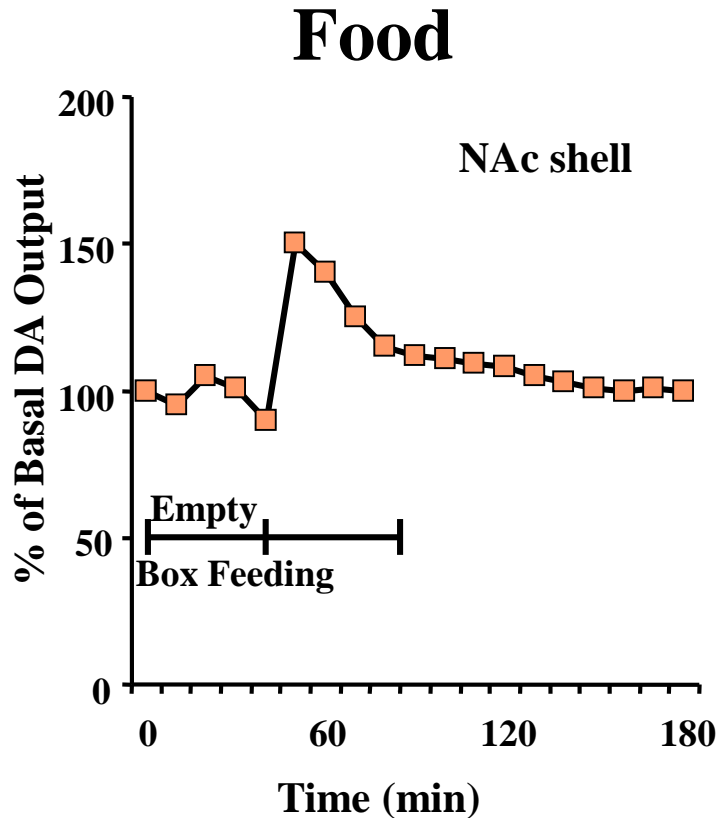 Food
NAc shell
% of Basal DA Output
200
150
100
50
0
Empty
Box Feeding
0 60 120 180
Time (min)